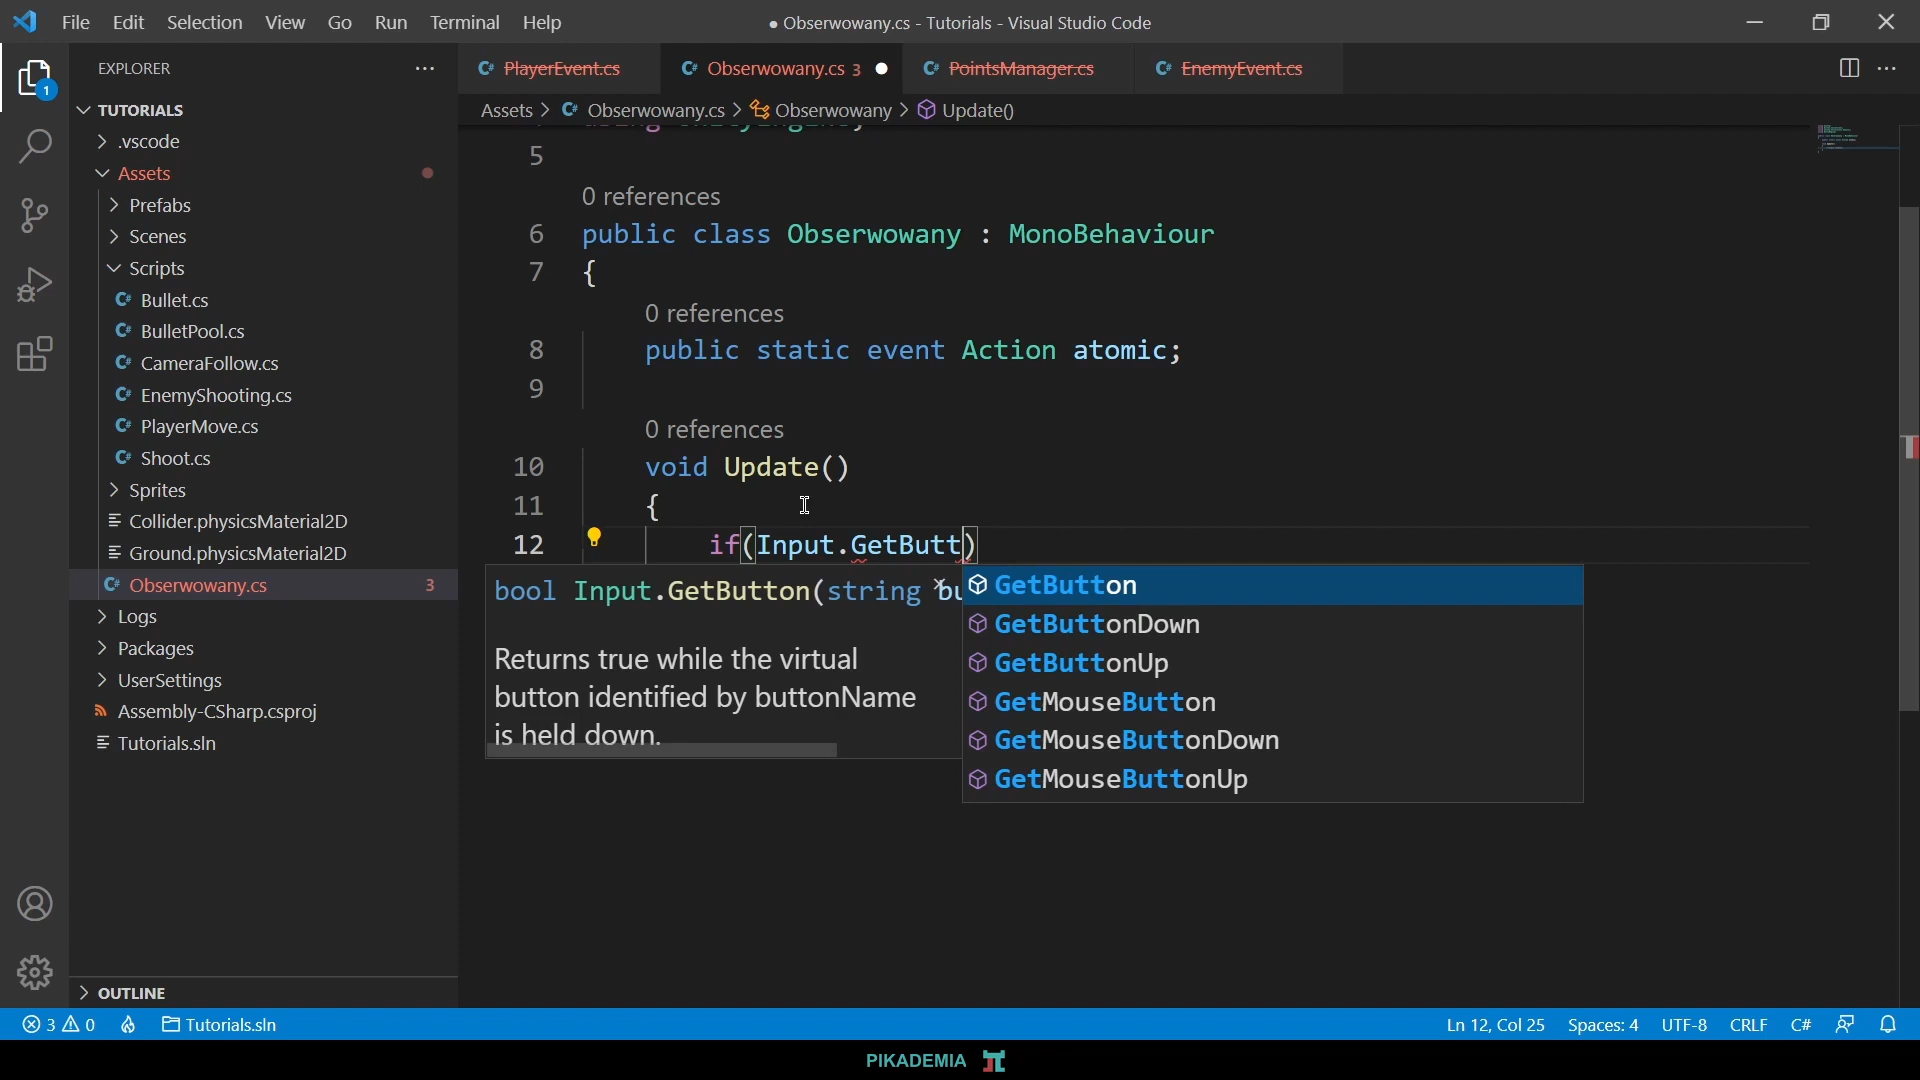 File Edit Selection View Go Run Terminal Help
● Obserwowany.cs - Tutorials - Visual Studio Code
EXPLORER
TUTORIALS
.vscode
Assets
Prefabs
Scenes
Scripts
C# Bullet.cs
C# BulletPool.cs
C# CameraFollow.cs
C# EnemyShooting.cs
C# PlayerMove.cs
C# Shoot.cs
Sprites
Collider.physicsMaterial2D
Ground.physicsMaterial2D
C# Obserwowany.cs 3
Logs
Packages
UserSettings
Assembly-CSharp.csproj
Tutorials.sln
OUTLINE
1
C# PlayerEvent.cs
C# Obserwowany.cs 3
C# PointsManager.cs
C# EnemyEvent.cs
Assets > C# Obserwowany.cs > Obserwowany > Update()
5
0 references
6 public class Obserwowany : MonoBehaviour
7 {
0 references
8 public static event Action atomic;
9
0 references
10 void Update()
11 {
12 if(Input.GetButt)
bool Input.GetButton(string bu
Returns true while the virtual
button identified by buttonName
is held down.
GetButton
GetButtonDown
GetButtonUp
GetMouseButton
GetMouseButtonDown
GetMouseButtonUp
3 0 Tutorials.sln
Ln 12, Col 25 Spaces: 4 UTF-8 CRLF C#
PIKADEMIA